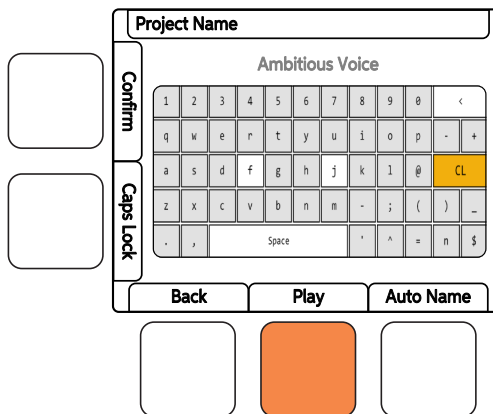 Project Name
Ambitious Voice
Confirm
Caps Lock
1 2 3 4 5 6 7 8 9 0 <
q w e r t y u i o p - +
a s d f g h j k l @ CL
z x c v b n m - ; ( ) _
. , Space ' ^ = n $
Back Play Auto Name